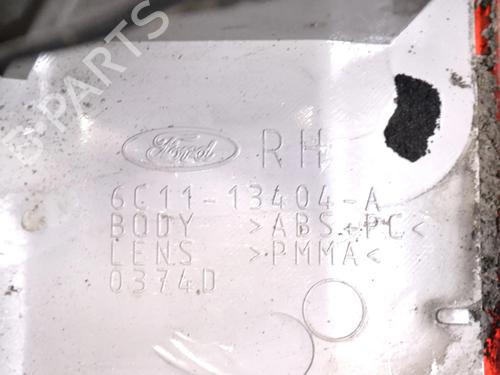 Ford RH
6C11-13404-A
BODY >ABS+PC<
LENS >PMMA<
0374D
B-PARTS